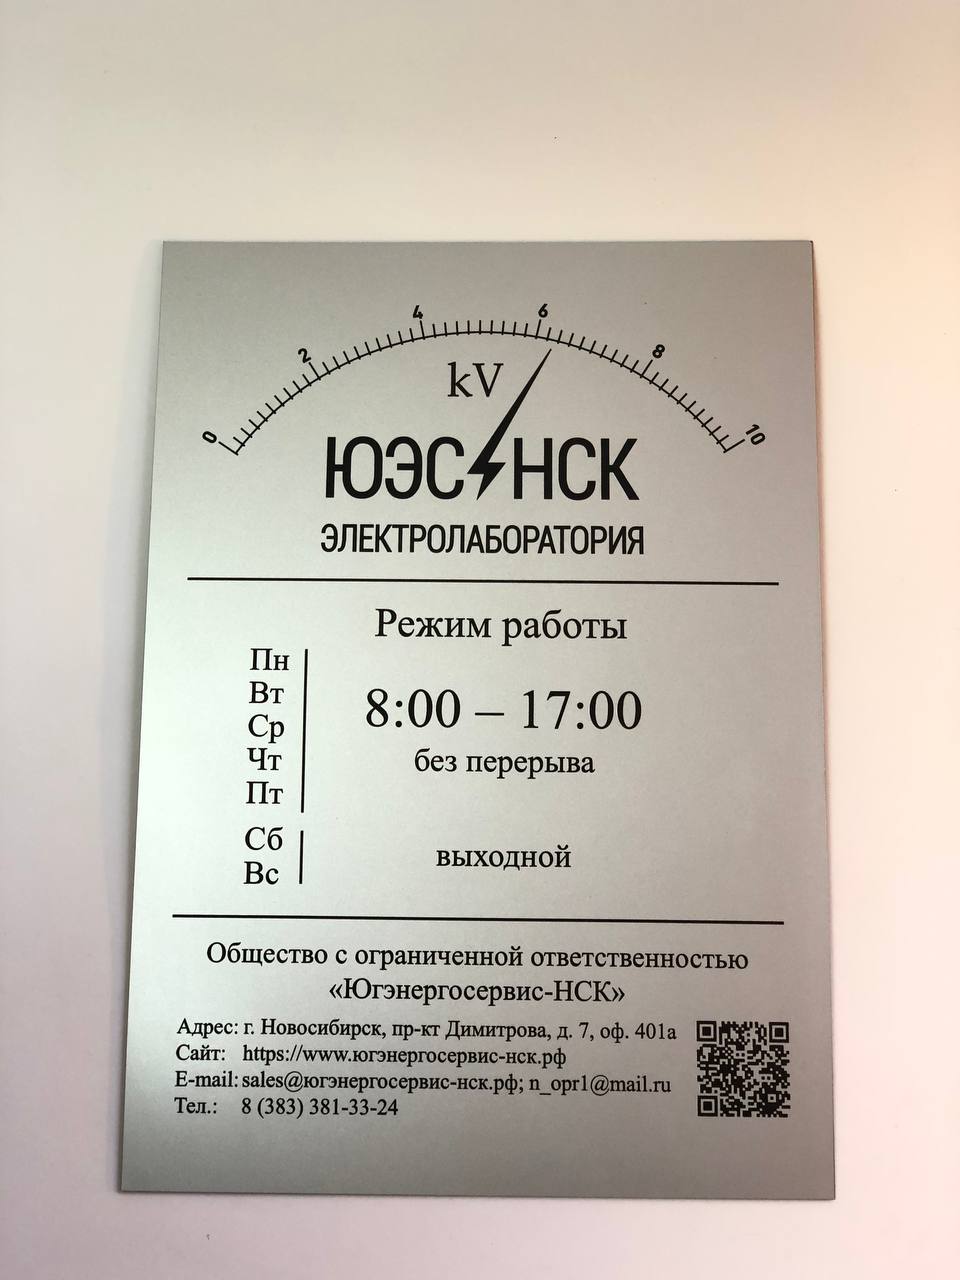 0 2 4 6 8 10
kV
ЮЭС НСК
ЭЛЕКТРОЛАБОРАТОРИЯ
Режим работы
Пн
Вт
Ср
Чт
Пт
8:00 – 17:00
без перерыва
Сб
Вс
выходной
Общество с ограниченной ответственностью
«Югэнергосервис-НСК»
Адрес: г. Новосибирск, пр-кт Димитрова, д. 7, оф. 401а
Сайт: https://www.югэнергосервис-нск.рф
E-mail: sales@югэнергосервис-нск.рф; n_opr1@mail.ru
Тел.: 8 (383) 381-33-24